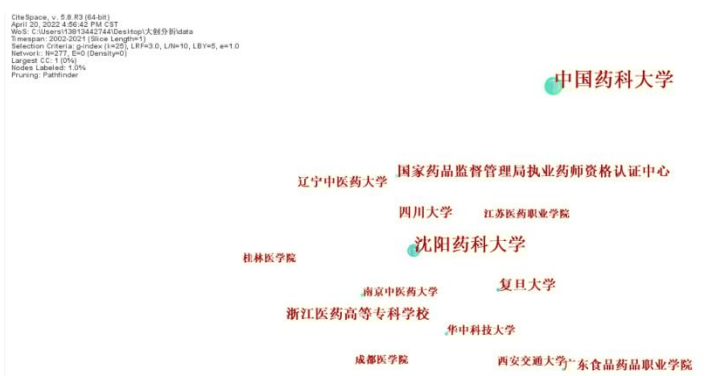 CiteSpace, v. 5.8.R3 (64-bit)
April 20, 2022 4:56:42 PM CST
WoS: C:\Users\13813442744\Desktop\大创分析\data
Timespan: 2002-2021 (Slice Length=1)
Selection Criteria: g-index (k=25), LRF=3.0, L/N=10, LBY=5, e=1.0
Network: N=277, E=0 (Density=0)
Largest CC: 1 (0%)
Nodes Labeled: 1.0%
Pruning: Pathfinder
中国药科大学
国家药品监督管理局执业药师资格认证中心
辽宁中医药大学
四川大学
江苏医药职业学院
沈阳药科大学
桂林医学院
复旦大学
南京中医药大学
浙江医药高等专科学校
华中科技大学
成都医学院
西安交通大学
广东食品药品职业学院